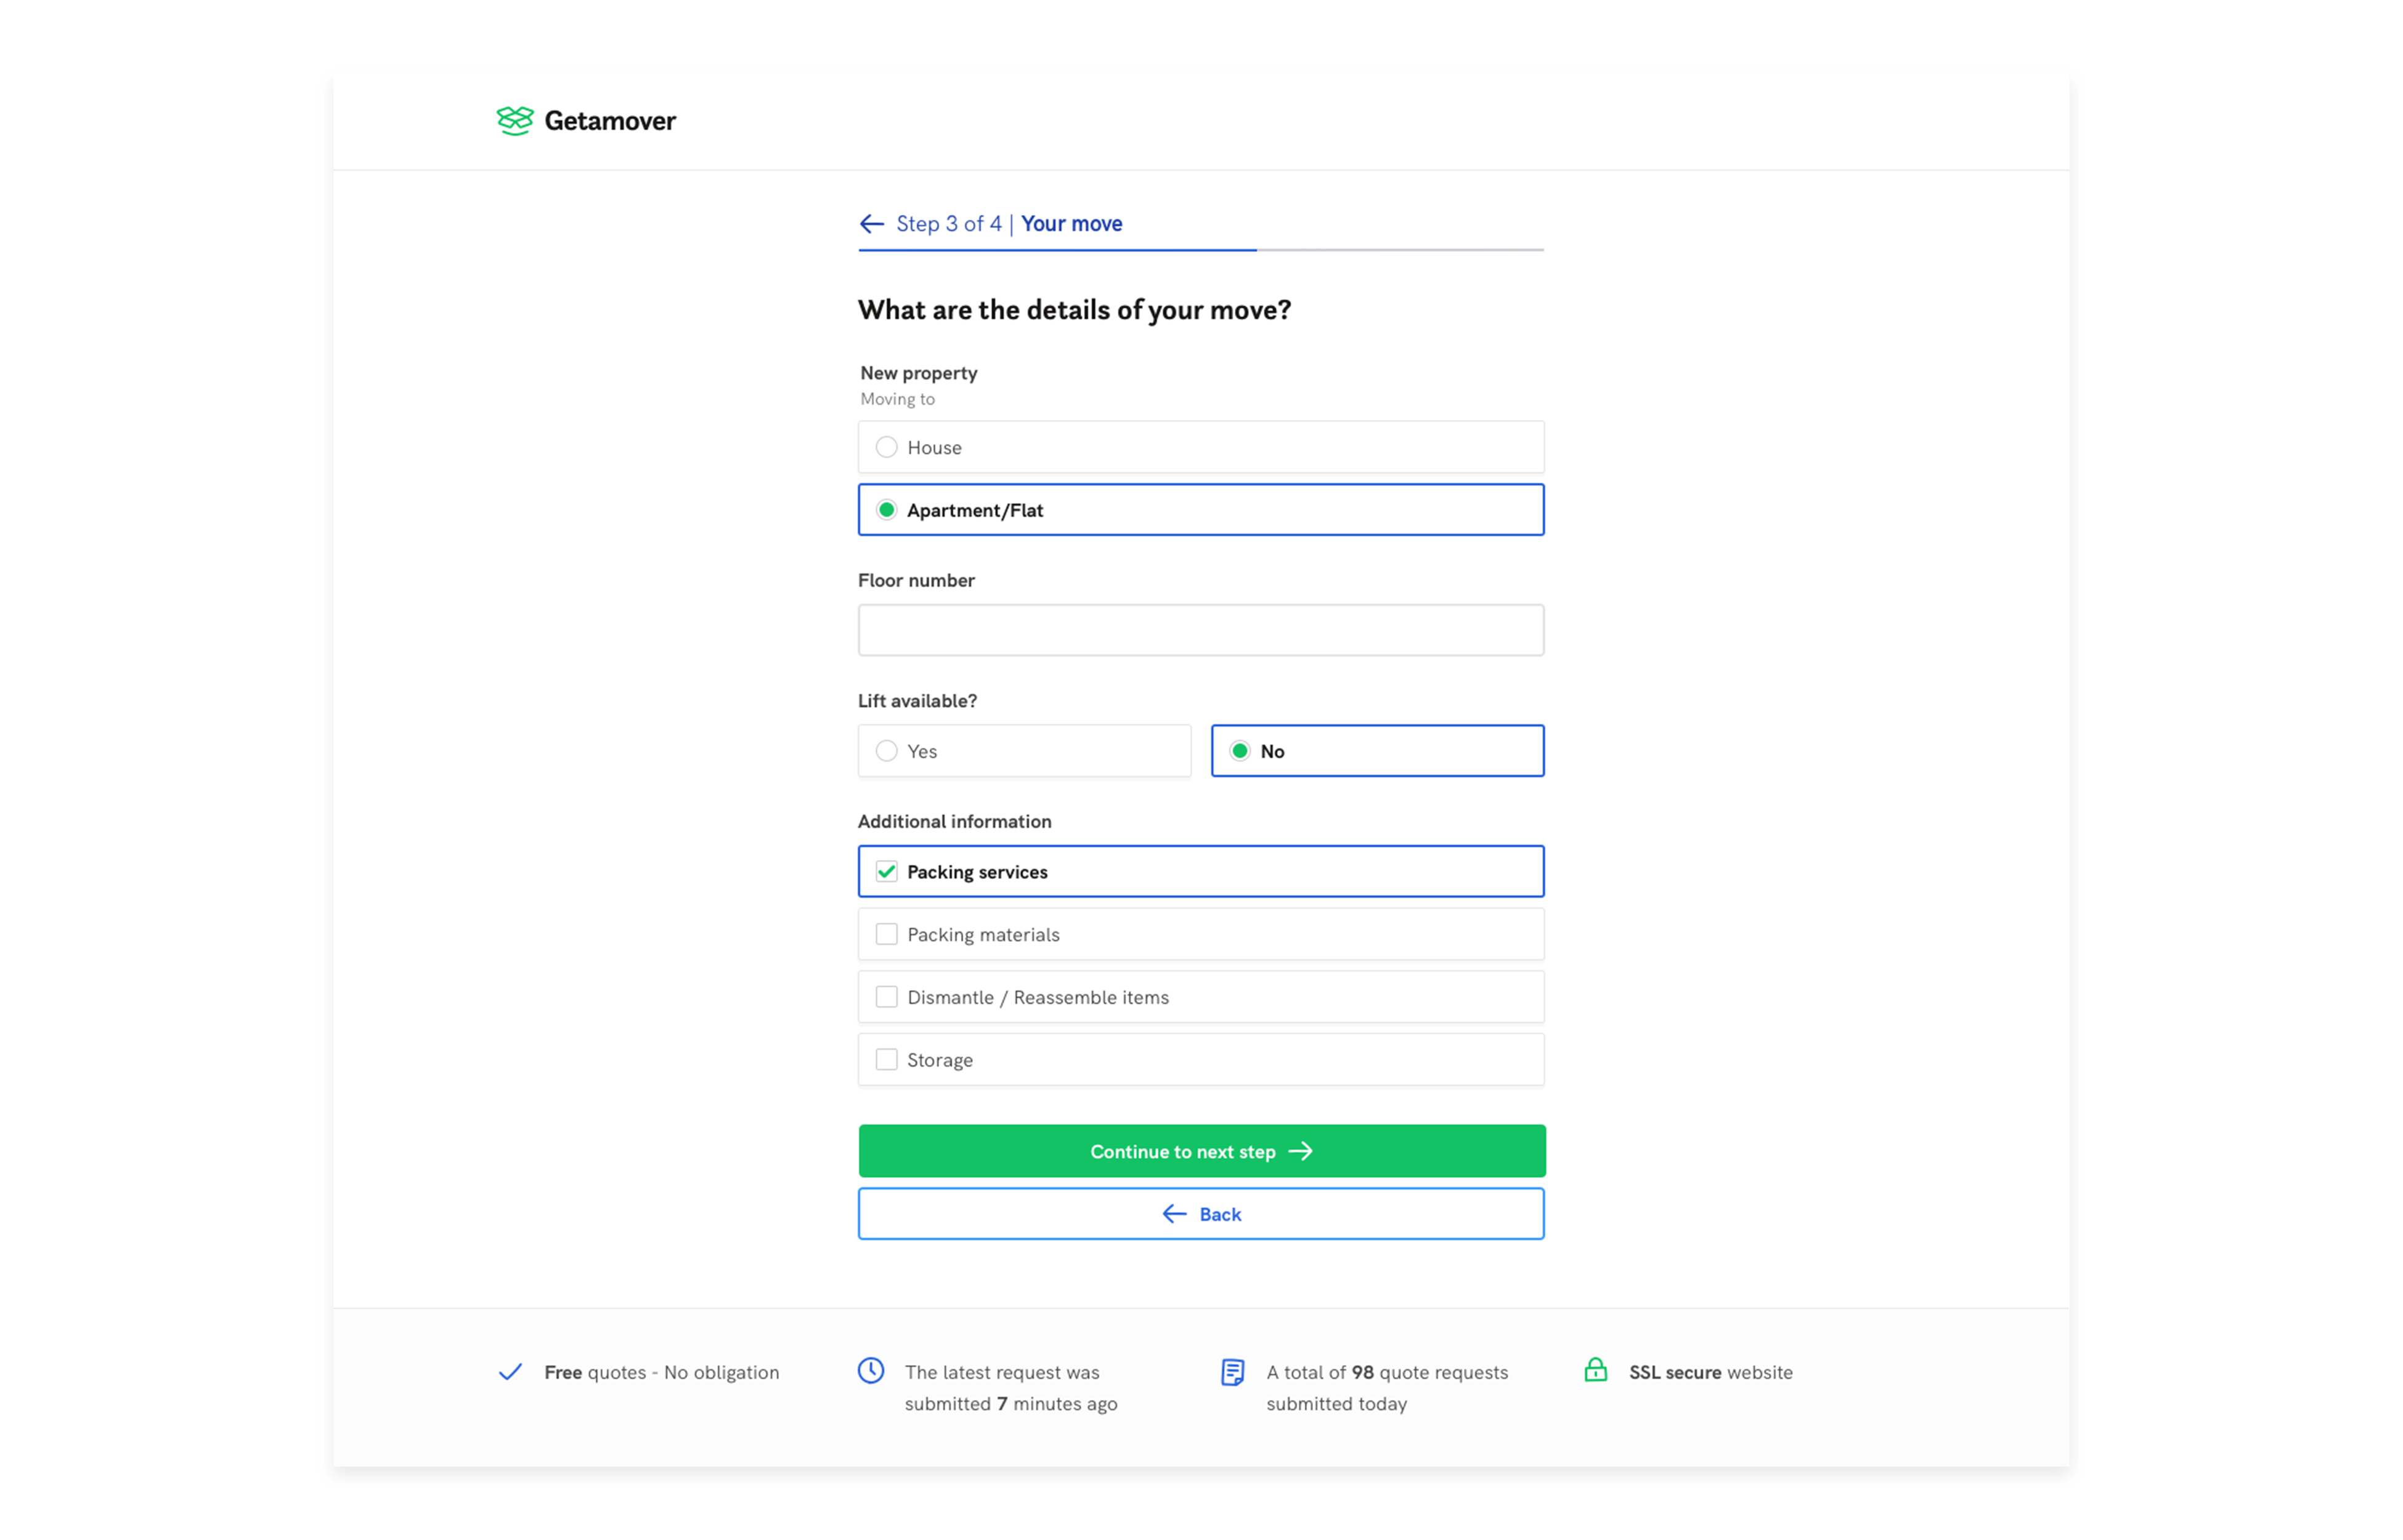 Getamover
Step 3 of 4 | Your move
What are the details of your move?
New property
Moving to
House
Apartment/Flat
Floor number
Lift available?
Yes
No
Additional information
Packing services
Packing materials
Dismantle / Reassemble items
Storage
Continue to next step
Back
Free quotes - No obligation
The latest request was
submitted 7 minutes ago
A total of 98 quote requests
submitted today
SSL secure website